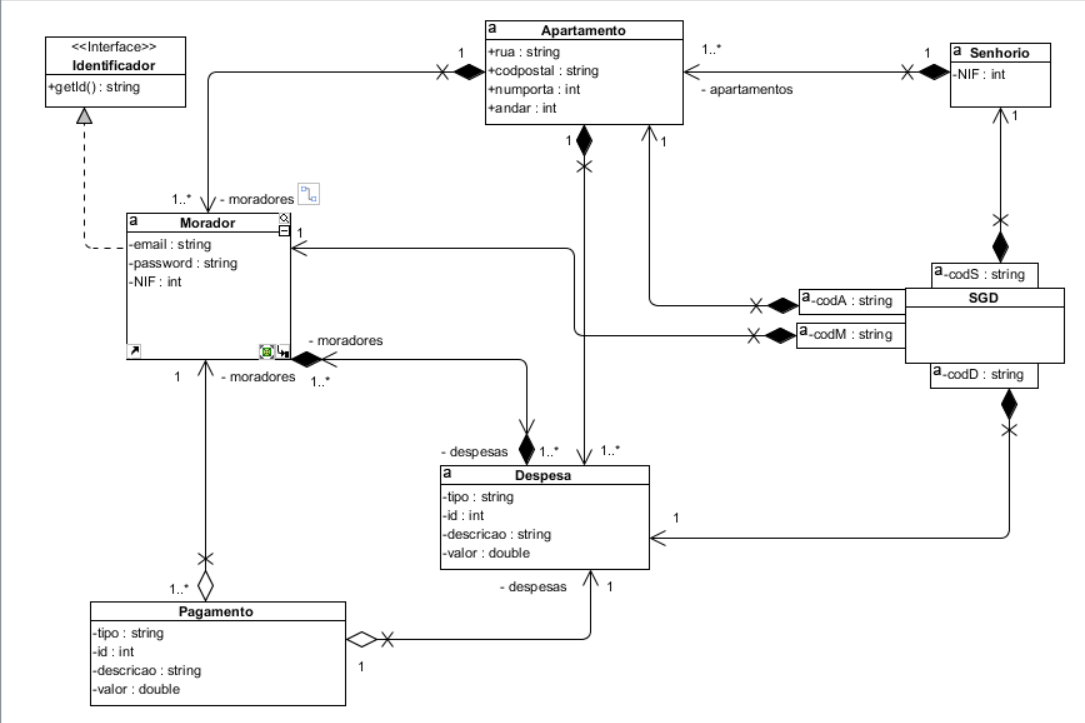 <<Interface>>
Identificador
+getId() : string
a
Apartamento
+rua : string
+codpostal : string
+numporta : int
+andar : int
1
1
1
1..*
- apartamentos
1
a
Senhorio
-NIF : int
1
1..*
- moradores
a
Morador
-email : string
-password : string
-NIF : int
1
a
-codS : string
SGD
a
-codA : string
a
-codM : string
a
-codD : string
- moradores
1..*
1
- moradores
- despesas
1..*
1..*
a
Despesa
-tipo : string
-id : int
-descricao : string
-valor : double
1
- despesas
1
1..*
Pagamento
-tipo : string
-id : int
-descricao : string
-valor : double
1